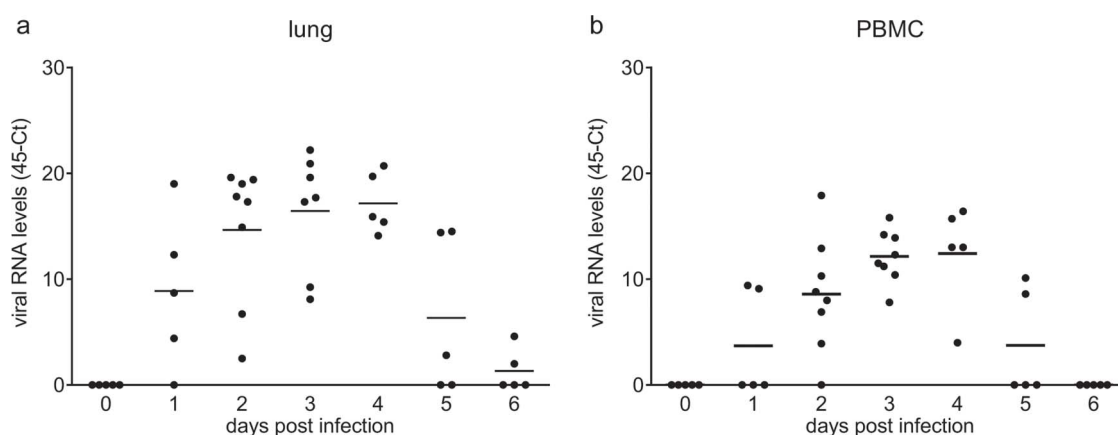 a
lung
viral RNA levels (45-Ct)
30
20
10
0
0 1 2 3 4 5 6
days post infection
b
PBMC
viral RNA levels (45-Ct)
30
20
10
0
0 1 2 3 4 5 6
days post infection